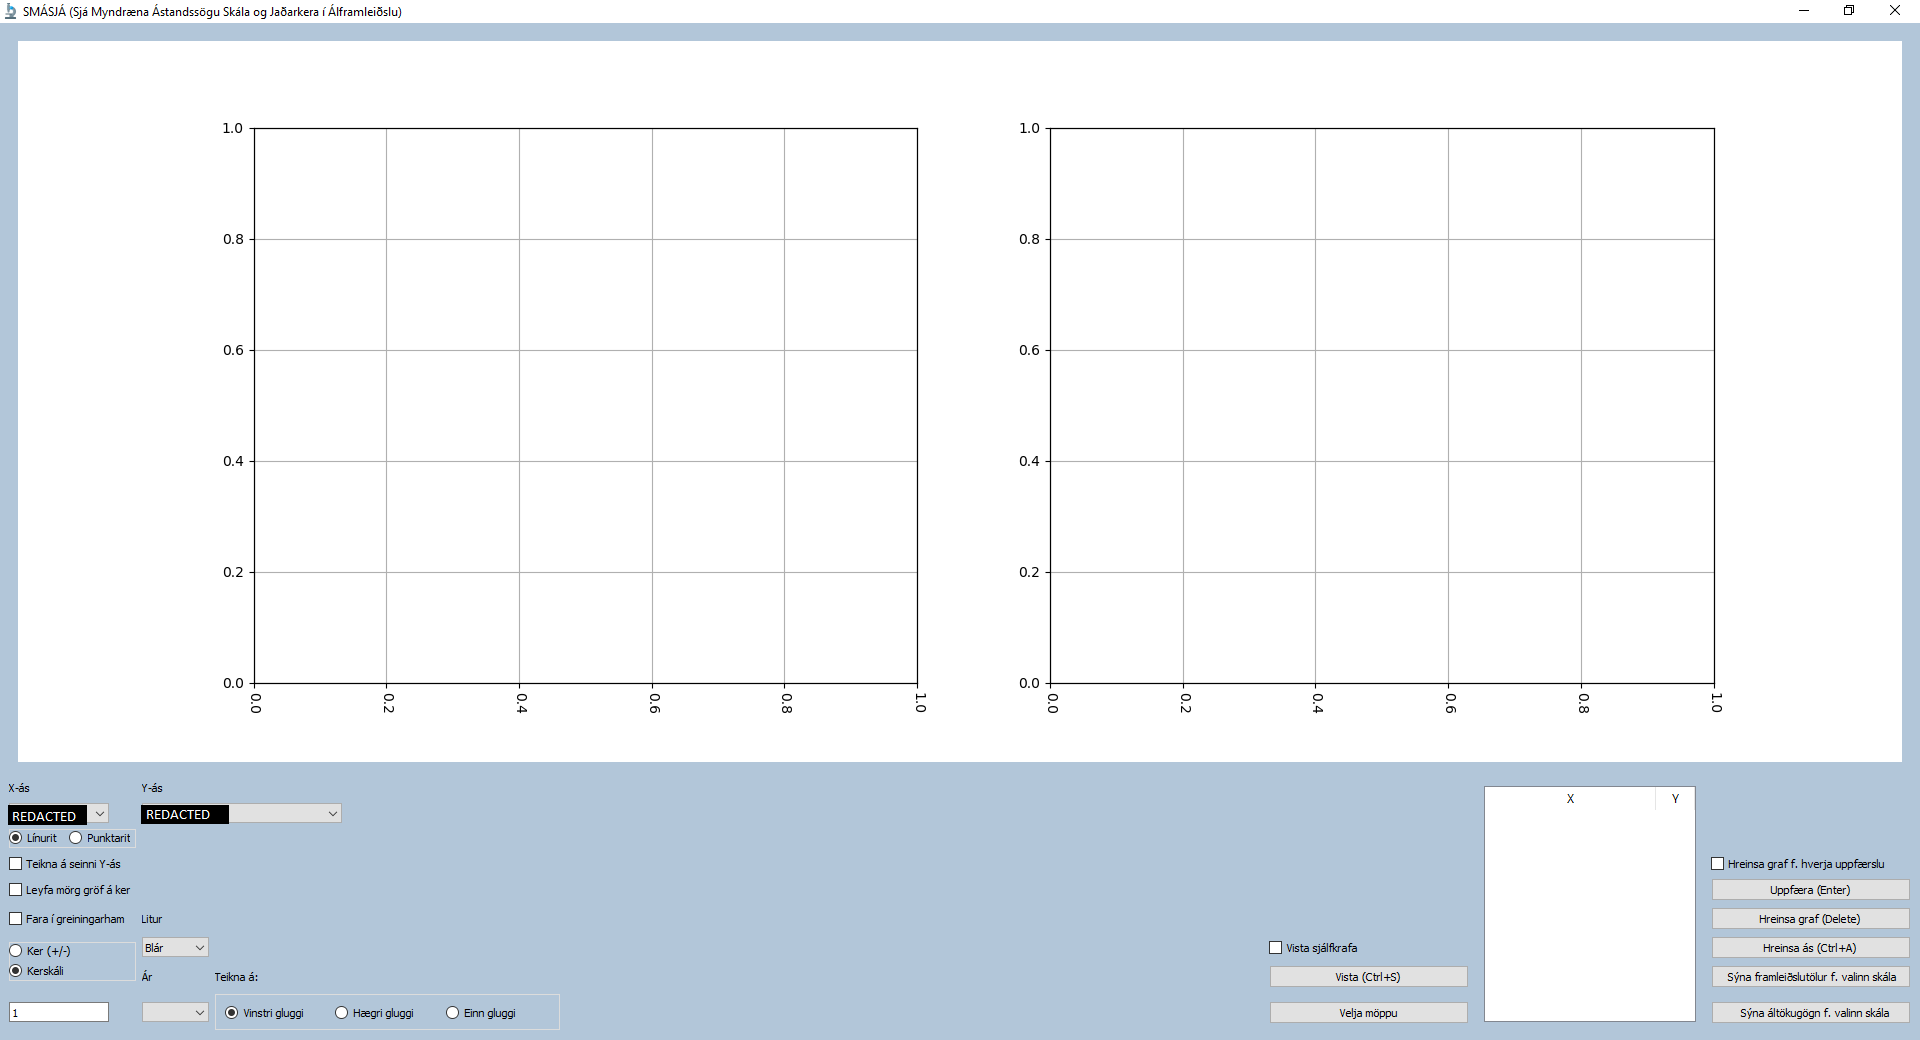 SMÁSJÁ (Sjá Myndræna Ástandssögu Skála og Jaðarkera í Álframleiðslu)
1.0
0.8
0.6
0.4
0.2
0.0
0.0 0.2 0.4 0.6 0.8 1.0
1.0
0.8
0.6
0.4
0.2
0.0
0.0 0.2 0.4 0.6 0.8 1.0
X-ás
REDACTED
Línurit Punktarit
Teikna á seinni Y-ás
Leyfa mörg gröf á ker
Fara í greiningarham
Ker (+/-)
Kerskáli
1
Y-ás
REDACTED
Litur
Blár
Ár
Teikna á:
Vinstri gluggi Hægri gluggi Einn gluggi
Vista sjálfkrafa
Vista (Ctrl+S)
Velja möppu
X Y
Hreinsa graf f. hverja uppfærslu
Uppfæra (Enter)
Hreinsa graf (Delete)
Hreinsa ás (Ctrl+A)
Sýna framleiðslutölur f. valinn skála
Sýna áltökugögn f. valinn skála